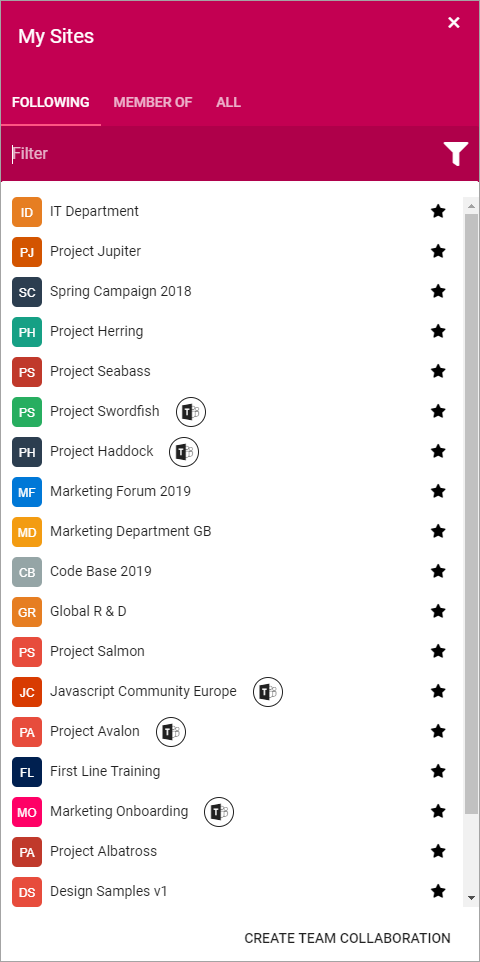 My Sites
FOLLOWING MEMBER OF ALL
Filter
ID IT Department
PJ Project Jupiter
SC Spring Campaign 2018
PH Project Herring
PS Project Seabass
PS Project Swordfish T
PH Project Haddock T
MF Marketing Forum 2019
MD Marketing Department GB
CB Code Base 2019
GR Global R & D
PS Project Salmon
JC Javascript Community Europe T
PA Project Avalon T
FL First Line Training
MO Marketing Onboarding T
PA Project Albatross
DS Design Samples v1
CREATE TEAM COLLABORATION